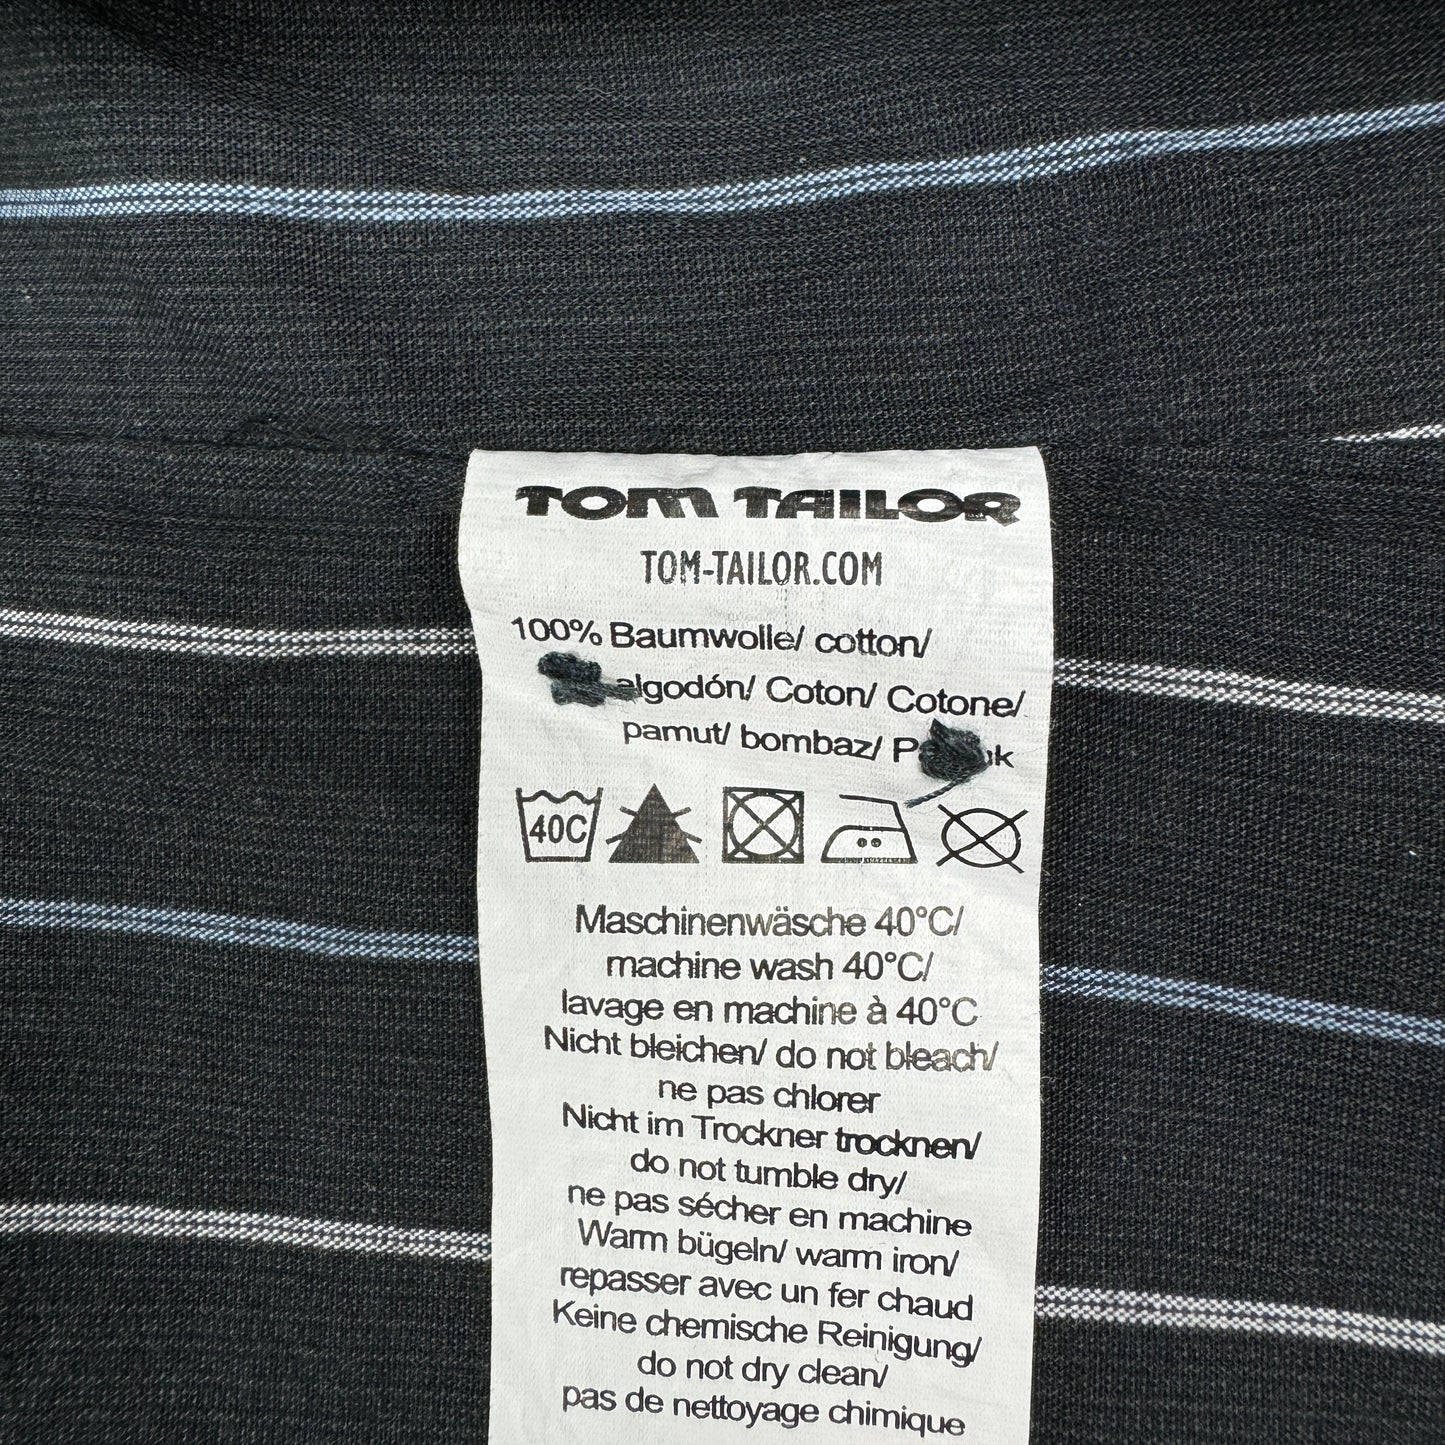 TOM TAILOR
TOM-TAILOR.COM
100% Baumwolle/ cotton/
algodón/ Coton/ Cotone/
pamut/ bombaz/
40C
Maschinenwäsche 40°C/
machine wash 40°C/
lavage en machine à 40°C
Nicht bleichen/ do not bleach/
ne pas chlorer
Nicht im Trockner trocknen/
do not tumble dry/
ne pas sécher en machine
Warm bügeln/ warm iron/
repasser avec un fer chaud
Keine chemische Reinigung/
do not dry clean/
pas de nettoyage chimique